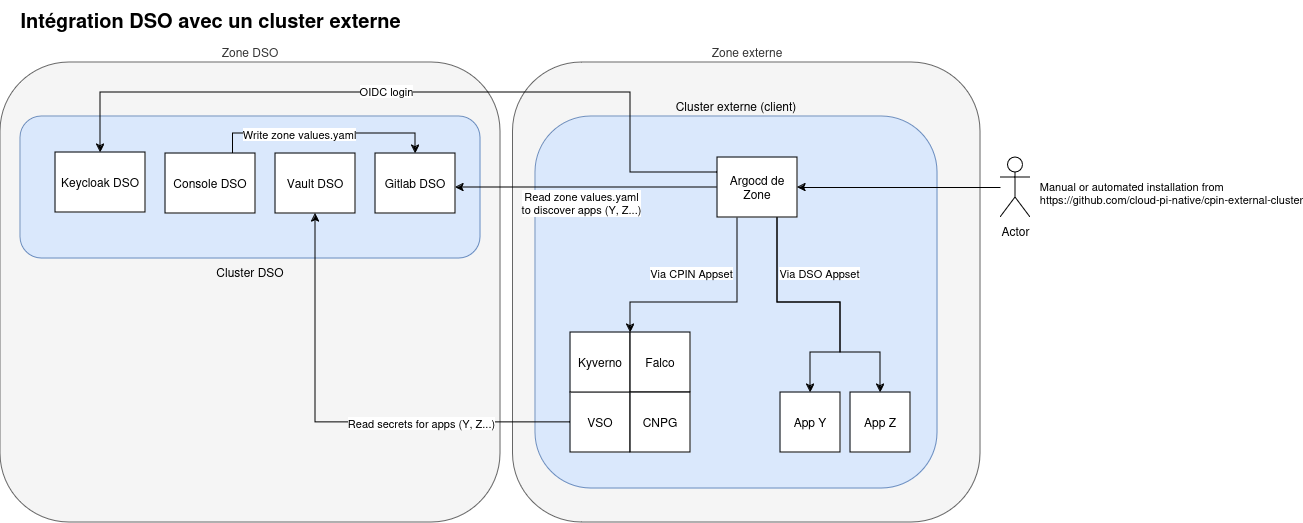 Intégration DSO avec un cluster externe
Zone DSO
Zone externe
OIDC login
Cluster externe (client)
Write zone values.yaml
Keycloak DSO
Console DSO
Vault DSO
Gitlab DSO
Argocd de
Zone
Read zone values.yaml
to discover apps (Y, Z...)
Manual or automated installation from
https://github.com/cloud-pi-native/cpin-external-cluster
Actor
Cluster DSO
Via CPIN Appset
Via DSO Appset
Kyverno
Falco
VSO
CNPG
App Y
App Z
Read secrets for apps (Y, Z...)